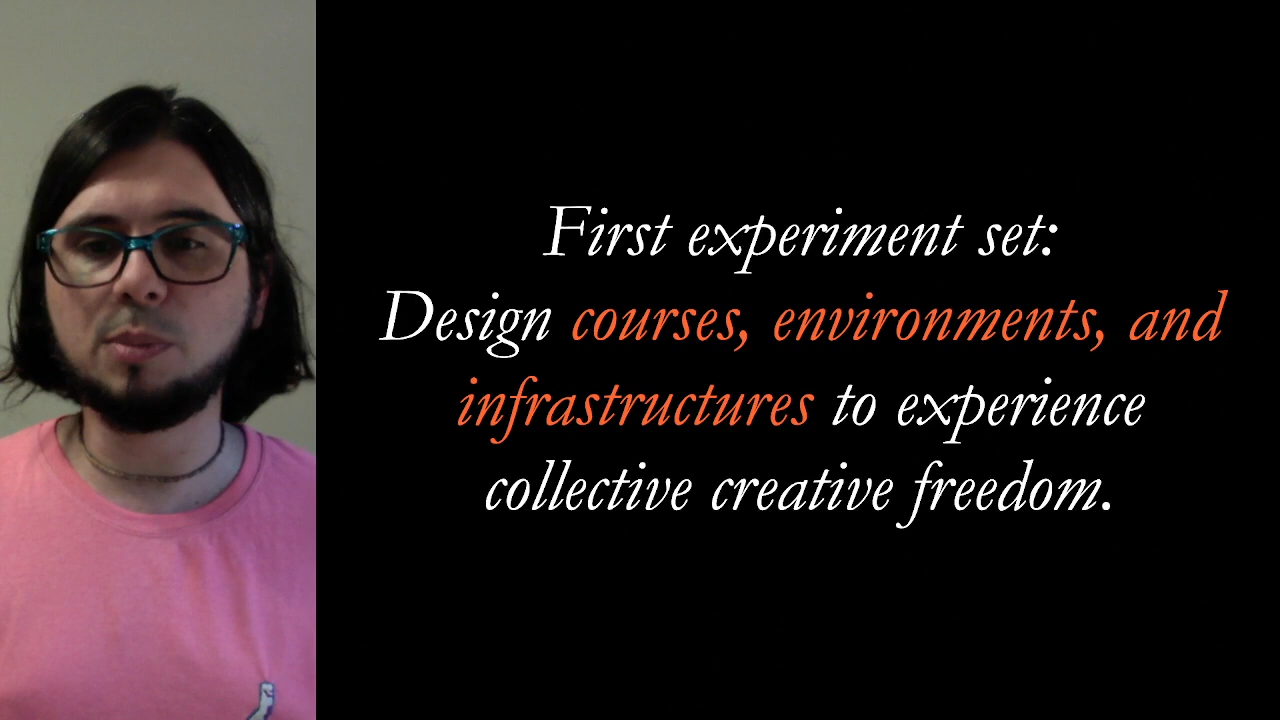 First experiment set:
Design courses, environments, and
infrastructures to experience
collective creative freedom.